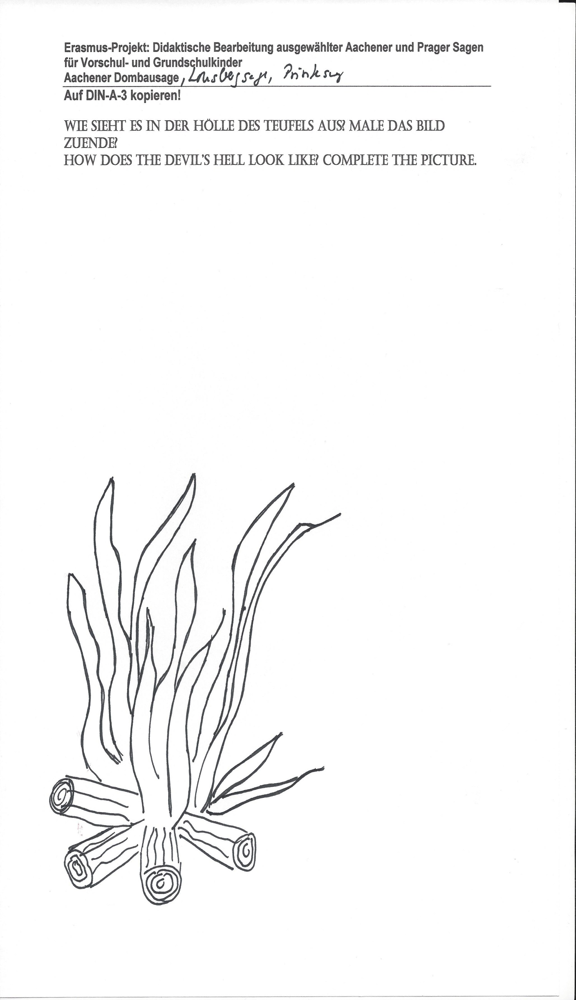 Erasmus-Projekt: Didaktische Bearbeitung ausgewählter Aachener und Prager Sagen
für Vorschul- und Grundschulkinder
Aachener Dombausage, Lousbergsage,
Auf DIN-A-3 kopieren!
WIE SIEHT ES IN DER HÖLLE DES TEUFELS AUS? MALE DAS BILD
ZUENDE?
HOW DOES THE DEVIL'S HELL LOOK LIKE? COMPLETE THE PICTURE.